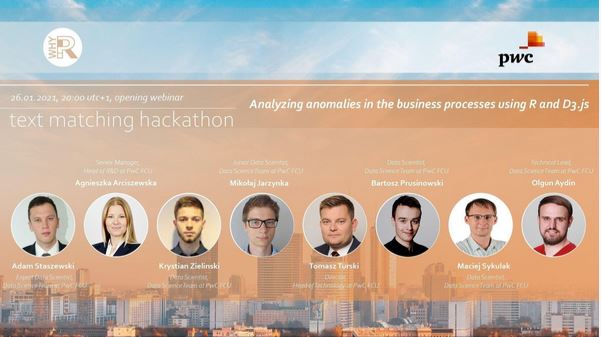 WHY
R
pwc
26.01.2021, 20:00 utc+1, opening webinar
text matching hackathon
Analyzing anomalies in the business processes using R and D3.js
Senior Manager,
Head of R&D at PwC FCU
Agnieszka Arciszewska
Junior Data Scientist,
Data Science Team at PwC FCU
Mikołaj Jarzynka
Data Scientist,
Data Science Team at PwC FCU
Bartosz Prusinowski
Technical Lead,
Data Science Team at PwC FCU
Olgun Aydin
Adam Staszewski
Expert Data Scientist,
Data Science Team at PwC FCU
Krystian Zielinski
Data Scientist,
Data Science Team at PwC FCU
Tomasz Turski
Director,
Head of Technology at PwC FCU
Maciej Sykulak
Data Scientist,
Data Science Team at PwC FCU